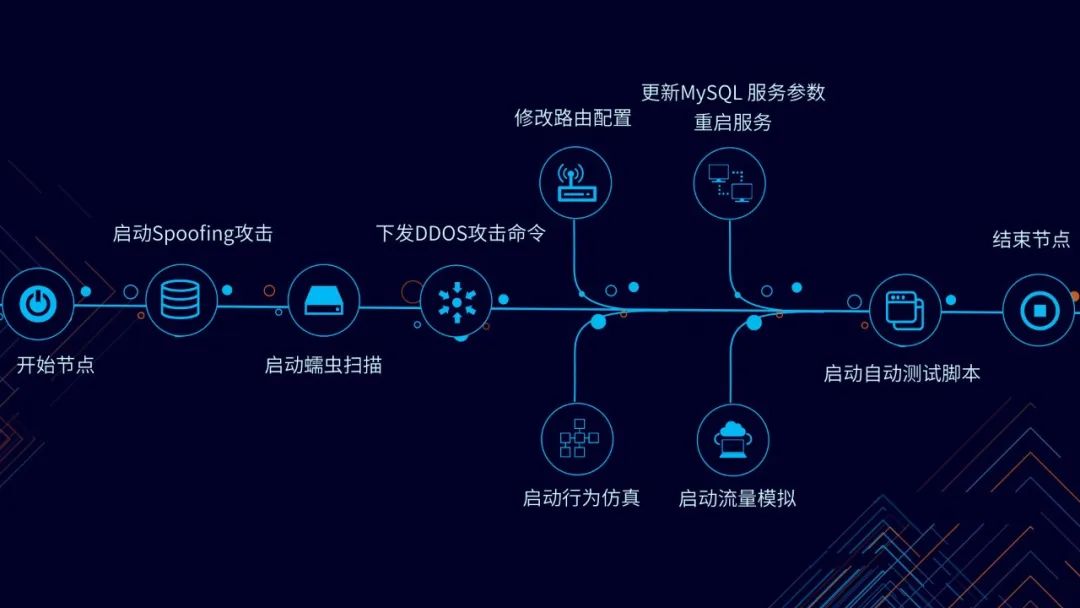 更新MySQL 服务参数
重启服务
修改路由配置
启动Spoofing攻击
下发DDOS攻击命令
结束节点
开始节点
启动蠕虫扫描
启动自动测试脚本
启动行为仿真
启动流量模拟